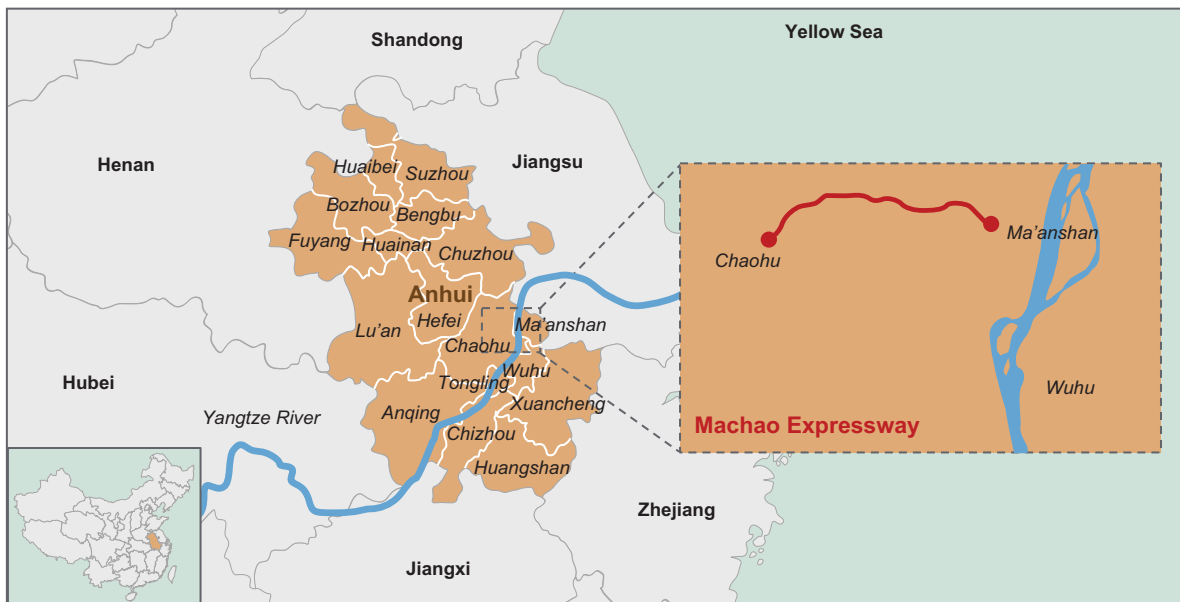 Yellow Sea
Shandong
Henan
Jiangsu
Huaibei
Suzhou
Bozhou
Bengbu
Fuyang
Huainan
Chuzhou
Anhui
Hefei
Lu'an
Ma'anshan
Chaohu
Wuhu
Tongling
Xuancheng
Anqing
Chizhou
Huangshan
Hubei
Yangtze River
Zhejiang
Jiangxi
Chaohu
Ma'anshan
Wuhu
Machao Expressway